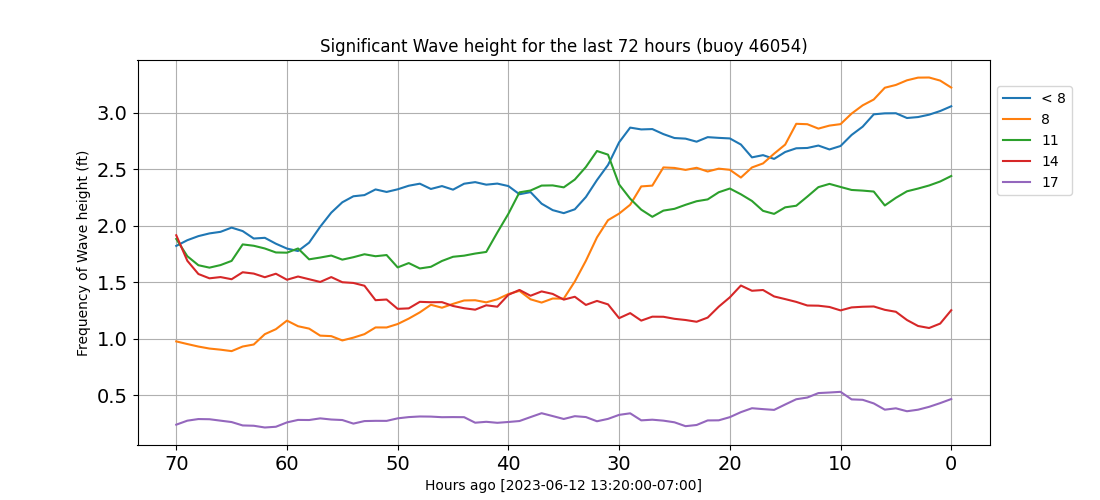 Significant Wave height for the last 72 hours (buoy 46054)
Frequency of Wave height (ft)
3.0
2.5
2.0
1.5
1.0
0.5
70 60 50 40 30 20 10 0
Hours ago [2023-06-12 13:20:00-07:00]
< 8
8
11
14
17